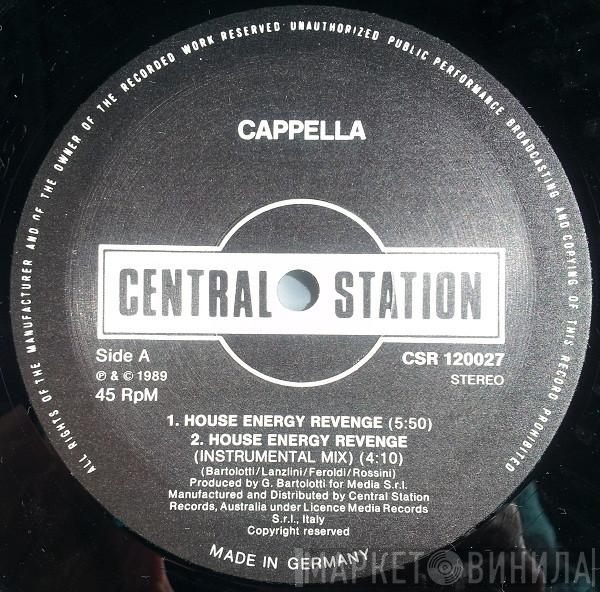 ALL RIGHTS OF THE MANUFACTURER AND OF THE OWNER OF THE RECORDED WORK RESERVED UNAUTHORIZED PUBLIC PERFORMANCE BROADCASTING AND COPYING OF THIS RECORD PROHIBITED
CAPPELLA
CENTRAL STATION
Side A
CSR 120027
℗ & © 1989
STEREO
45 RpM
1. HOUSE ENERGY REVENGE (5:50)
2. HOUSE ENERGY REVENGE
(INSTRUMENTAL MIX) (4:10)
(Bartolotti/Lanzlini/Feroldi/Rossini)
Produced by G. Bartolotti for Media S.r.l.
Manufactured and Distributed by Central Station
Records, Australia under Licence Media Records
S.r.l., Italy
Copyright reserved
MADE IN GERMANY
МАРКЕТ ВИНИЛА